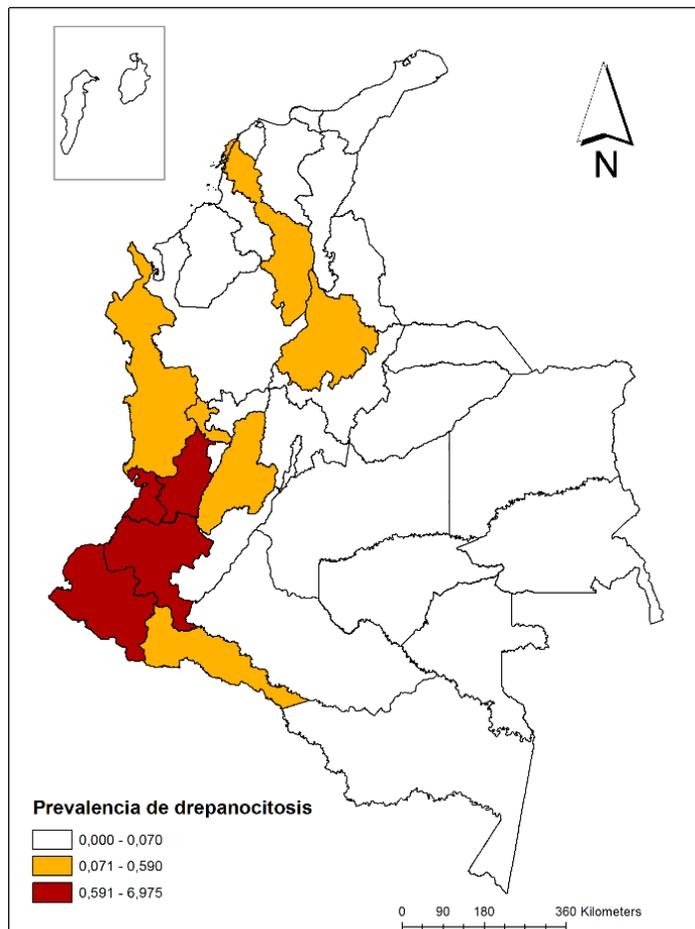 N
Prevalencia de drepanocitosis
0,000 - 0,070
0,071 - 0,590
0,591 - 6,975
0 90 180 360 Kilometers